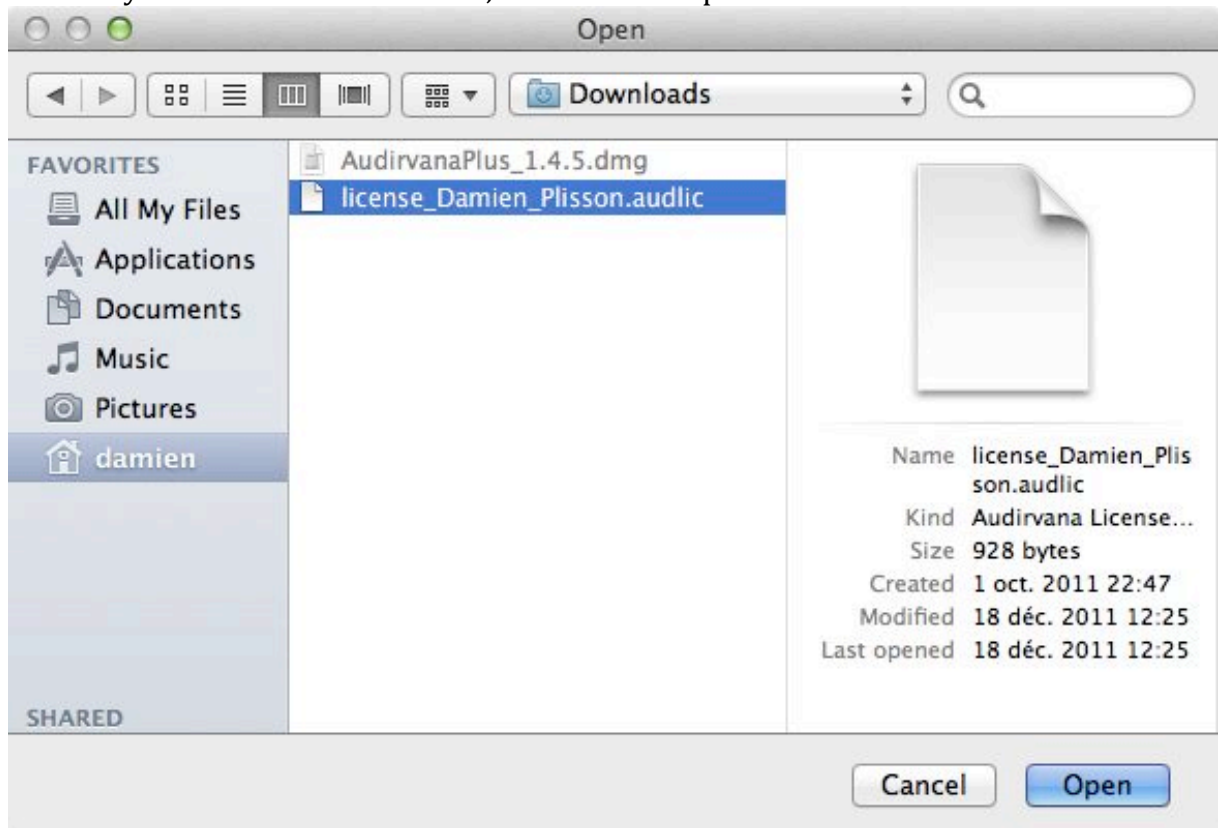 Open
Downloads
FAVORITES
All My Files
Applications
Documents
Music
Pictures
damien
SHARED
AudirvanaPlus_1.4.5.dmg
license_Damien_Plisson.audlic
Name license_Damien_Plis
son.audlic
Kind Audirvana License...
Size 928 bytes
Created 1 oct. 2011 22:47
Modified 18 déc. 2011 12:25
Last opened 18 déc. 2011 12:25
Cancel Open